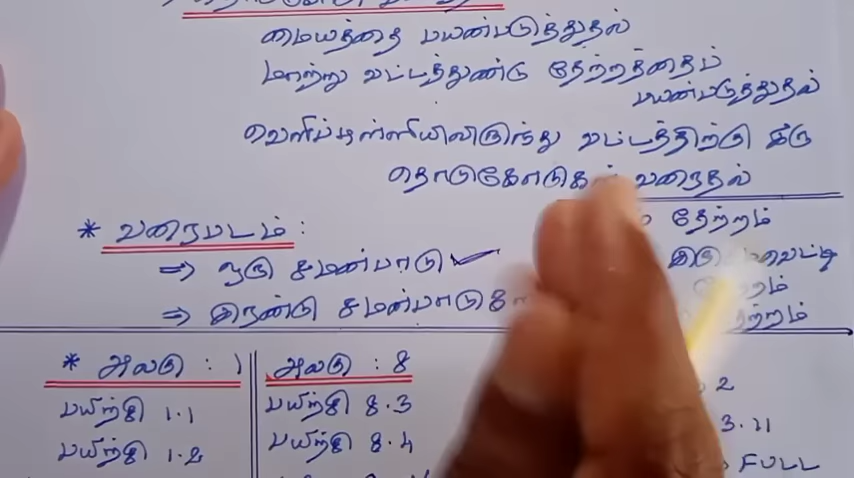 மையத்தை பயன்படுத்துதல்
மாற்று வட்டத்துண்டு தேற்றத்தைப்
பயன்படுத்துதல்
வெளிப்புள்ளியிலிருந்து வட்டத்திற்கு இரு
தொடுகோடுகள் வரைதல்
* வரைபடம் :
தேற்றம்
⇒ ஒரு சமன்பாடு ✓
⇒ இரண்டு சமன்பாடுகள்
தேற்றம்
* அலகு : 1
பயிற்சி 1.1
பயிற்சி 1.2
அலகு : 8
பயிற்சி 8.3
பயிற்சி 8.4
2
3.11
FULL